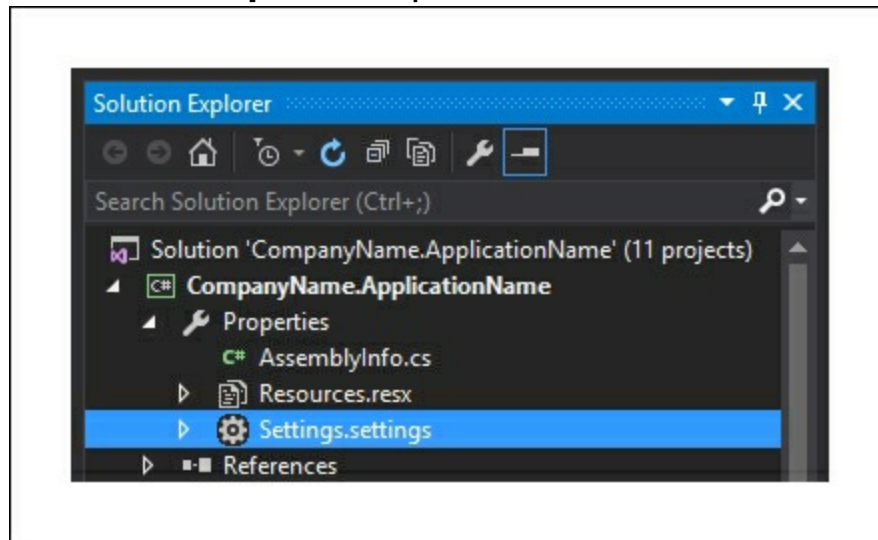 Solution Explorer
Search Solution Explorer (Ctrl+;)
Solution 'CompanyName.ApplicationName' (11 projects)
C# CompanyName.ApplicationName
Properties
C# AssemblyInfo.cs
Resources.resx
Settings.settings
References